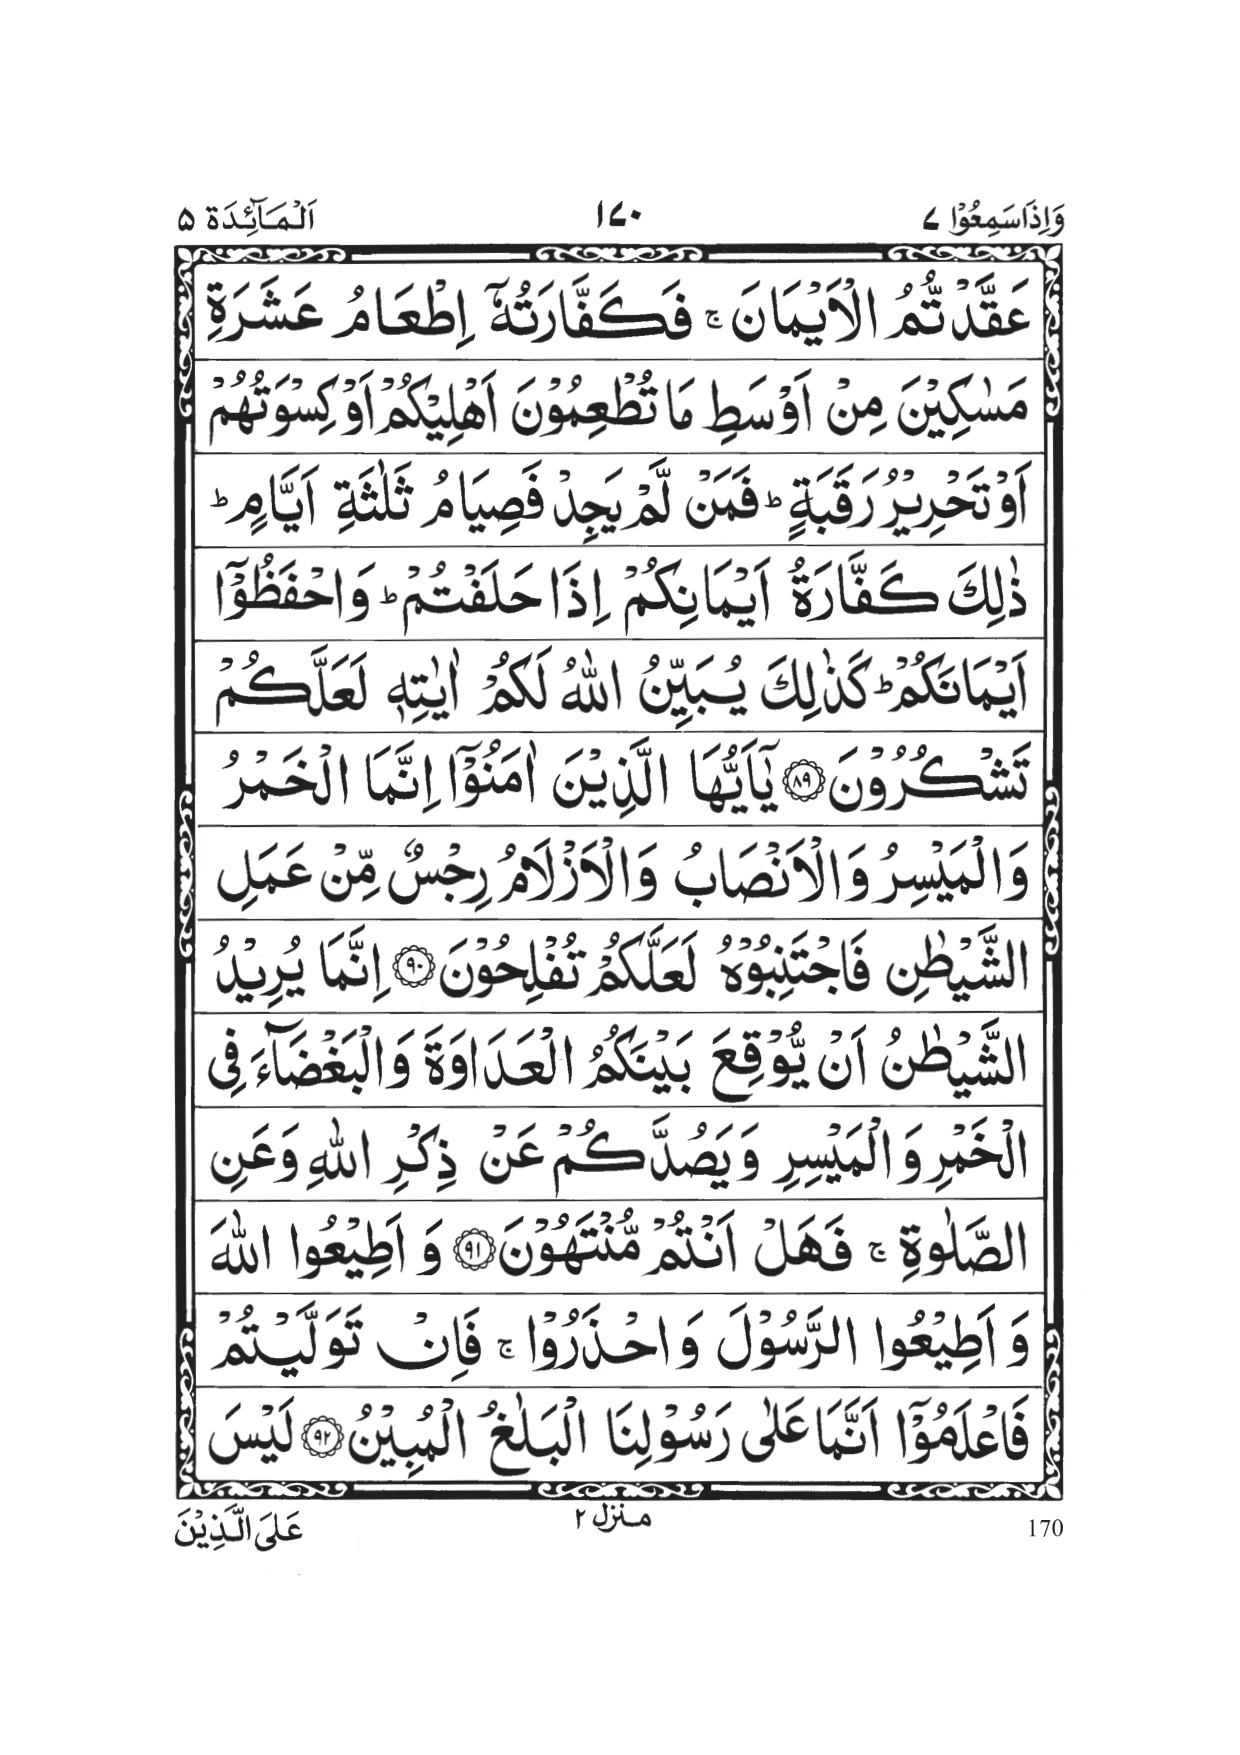 وَاِذَاسَمِعُوْا ٧ ١٧٠ اَلْمَآئِدَة ٥
عَقَّدْتُّمُ الْاَيْمَانَ ۚ فَكَفَّارَتُهٗۤ اِطْعَامُ عَشَرَةِ
مَسٰكِيْنَ مِنْ اَوْسَطِ مَا تُطْعِمُوْنَ اَهْلِيْكُمْ اَوْ كِسْوَتُهُمْ
اَوْ تَحْرِيْرُ رَقَبَةٍ ؕ فَمَنْ لَّمْ يَجِدْ فَصِيَامُ ثَلٰثَةِ اَيَّامٍ ؕ
ذٰلِكَ كَفَّارَةُ اَيْمَانِكُمْ اِذَا حَلَفْتُمْ ؕ وَاحْفَظُوْۤا
اَيْمَانَكُمْ ؕ كَذٰلِكَ يُبَيِّنُ اللّٰهُ لَكُمْ اٰيٰتِهٖ لَعَلَّكُمْ
تَشْكُرُوْنَ ﴿٨٩﴾ يٰۤاَيُّهَا الَّذِيْنَ اٰمَنُوْۤا اِنَّمَا الْخَمْرُ
وَالْمَيْسِرُ وَالْاَنْصَابُ وَالْاَزْلَامُ رِجْسٌ مِّنْ عَمَلِ
الشَّيْطٰنِ فَاجْتَنِبُوْهُ لَعَلَّكُمْ تُفْلِحُوْنَ ﴿٩٠﴾ اِنَّمَا يُرِيْدُ
الشَّيْطٰنُ اَنْ يُّوْقِعَ بَيْنَكُمُ الْعَدَاوَةَ وَالْبَغْضَآءَ فِى
الْخَمْرِ وَالْمَيْسِرِ وَيَصُدَّكُمْ عَنْ ذِكْرِ اللّٰهِ وَعَنِ
الصَّلٰوةِ ۚ فَهَلْ اَنْتُمْ مُّنْتَهُوْنَ ﴿٩١﴾ وَ اَطِيْعُوا اللّٰهَ
وَ اَطِيْعُوا الرَّسُوْلَ وَاحْذَرُوْا ۚ فَاِنْ تَوَلَّيْتُمْ
فَاعْلَمُوْۤا اَنَّمَا عَلٰى رَسُوْلِنَا الْبَلٰغُ الْمُبِيْنُ ﴿٩٢﴾ لَيْسَ
170 منزل ٢ عَلَى الَّذِيْنَ